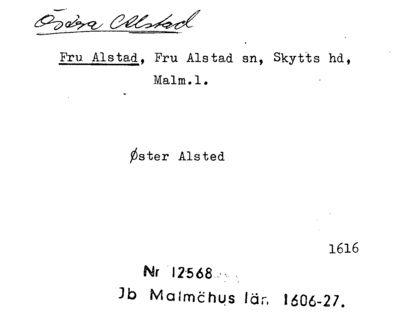 Östra Alstad
Fru Alstad, Fru Alstad sn, Skytts hd,
Malm.l.
Øster Alsted
1616
Nr 12568
Jb Malmöhus län, 1606-27.